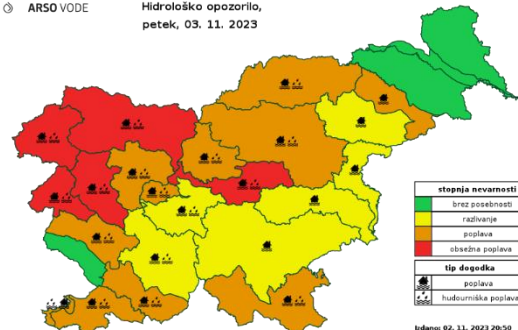 ARSO VODE
Hidrološko opozorilo,
petek, 03. 11. 2023
stopnja nevarnosti
brez posebnosti
razlivanje
poplava
obsežna poplava
tip dogodka
poplava
hudourniška poplava
Izdano: 02. 11. 2023 20:50,